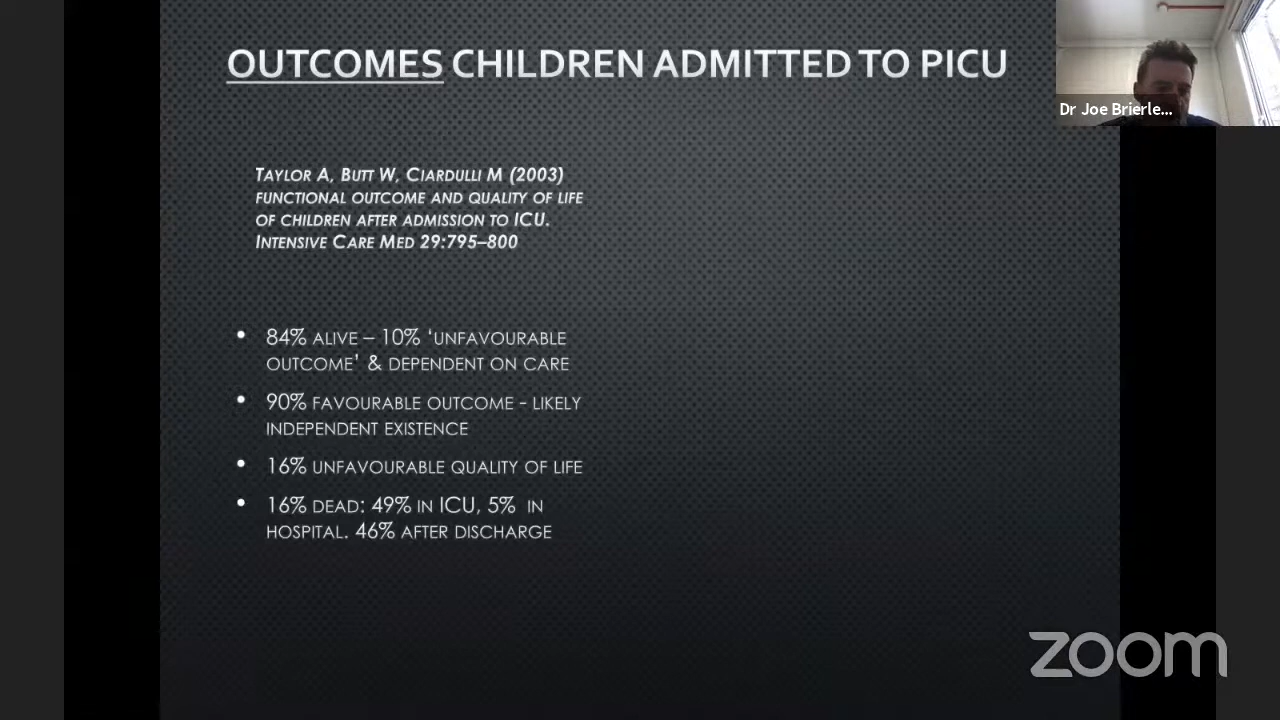 OUTCOMES CHILDREN ADMITTED TO PICU
Dr Joe Brierle...
TAYLOR A, BUTT W, CIARDULLI M (2003)
FUNCTIONAL OUTCOME AND QUALITY OF LIFE
OF CHILDREN AFTER ADMISSION TO ICU.
INTENSIVE CARE MED 29:795–800
• 84% ALIVE – 10% ‘UNFAVOURABLE
OUTCOME’ & DEPENDENT ON CARE
• 90% FAVOURABLE OUTCOME - LIKELY
INDEPENDENT EXISTENCE
• 16% UNFAVOURABLE QUALITY OF LIFE
• 16% DEAD: 49% IN ICU, 5% IN
HOSPITAL. 46% AFTER DISCHARGE
zoom